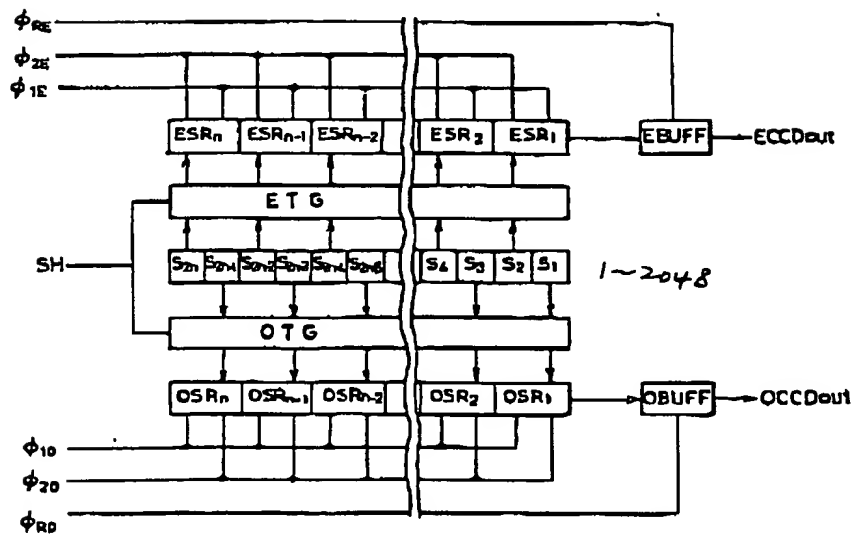 φRE
φ2E
φ1E
ESRn ESRn-1 ESRn-2 ESR2 ESR1 EBUFF ECCDout
ETG
SH S2n S2n-1 S2n-2 S2n-3 S2n-4 S2n-5 S4 S3 S2 S1 1~2048
OTG
OSRn OSRn-1 OSRn-2 OSR2 OSR1 OBUFF OCCDout
φ1O
φ2O
φRO